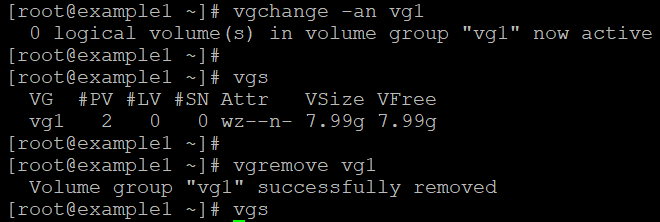 [root@example1 ~]# vgchange -an vg1
  0 logical volume(s) in volume group "vg1" now active
[root@example1 ~]#
[root@example1 ~]# vgs
  VG  #PV #LV #SN Attr   VSize VFree
  vg1   2   0   0 wz--n- 7.99g 7.99g
[root@example1 ~]#
[root@example1 ~]# vgremove vg1
  Volume group "vg1" successfully removed
[root@example1 ~]# vgs